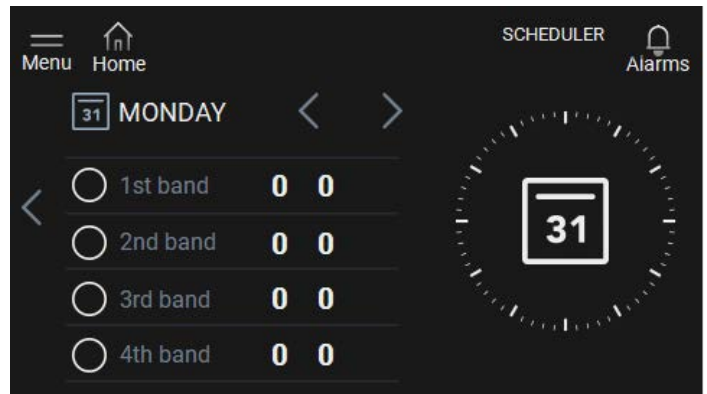 SCHEDULER
Menu Home
Alarms
31 MONDAY
1st band 0 0
31
2nd band 0 0
3rd band 0 0
4th band 0 0